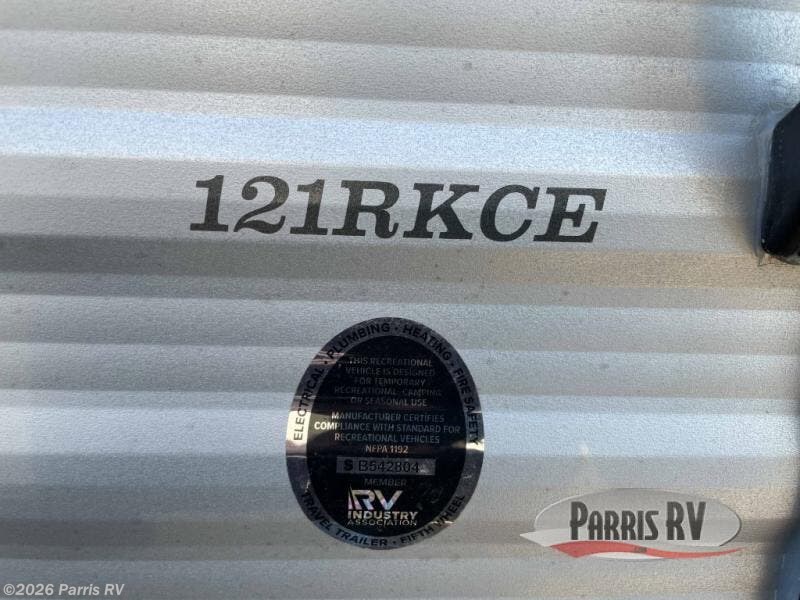 121RKCE
ELECTRICAL · PLUMBING · HEATING · FIRE SAFETY
THIS RECREATIONAL
VEHICLE IS DESIGNED
FOR TEMPORARY
RECREATIONAL, CAMPING
OR SEASONAL USE
MANUFACTURER CERTIFIES
COMPLIANCE WITH STANDARD FOR
RECREATIONAL VEHICLES
NFPA 1192
S B542804
MEMBER
RV
INDUSTRY
ASSOCIATION
TRAVEL TRAILER · FIFTH WHEEL
PARRIS RV
©2026 Parris RV